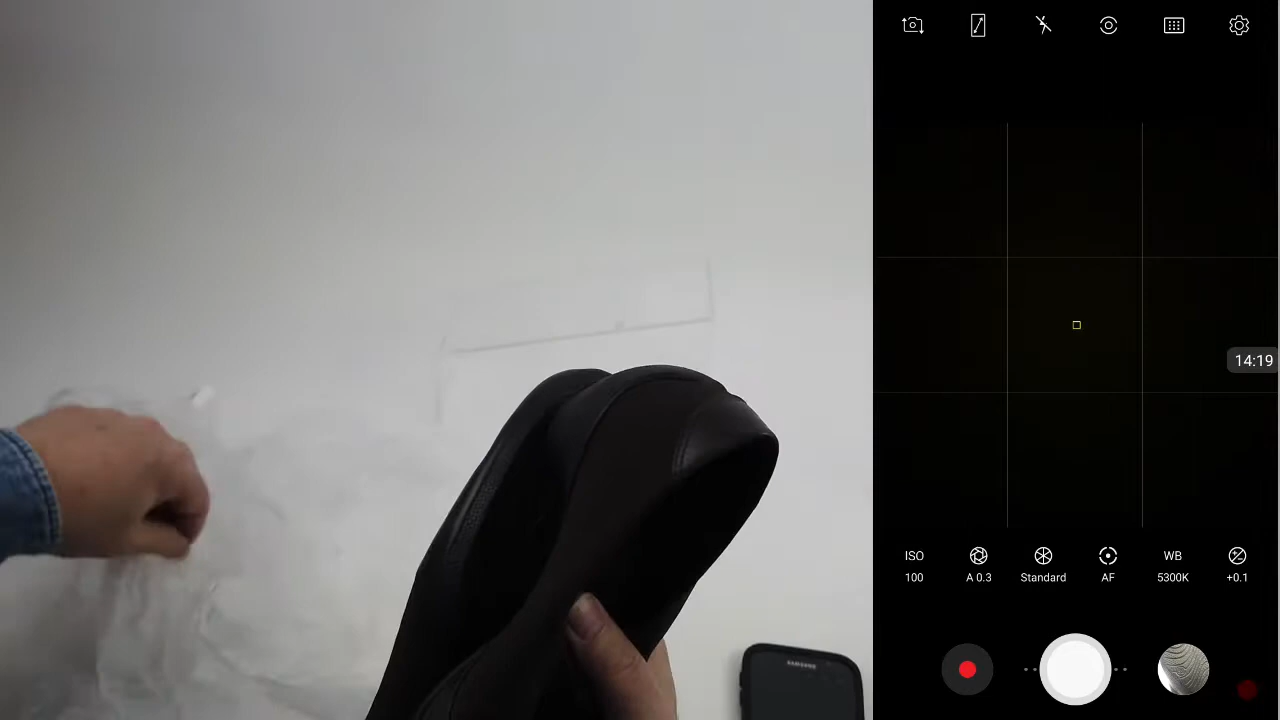 14:19
ISO
WB
100
A 0.3
Standard
AF
5300K
+0.1
SAMSUNG